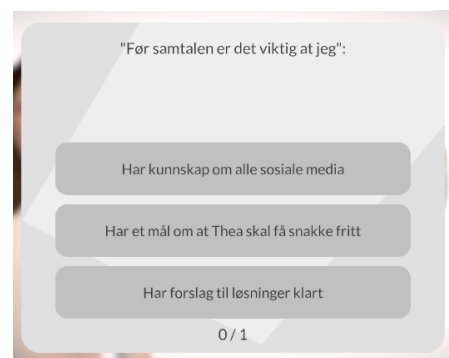 "Før samtalen er det viktig at jeg":
Har kunnskap om alle sosiale media
Har et mål om at Thea skal få snakke fritt
Har forslag til løsninger klart
0 / 1